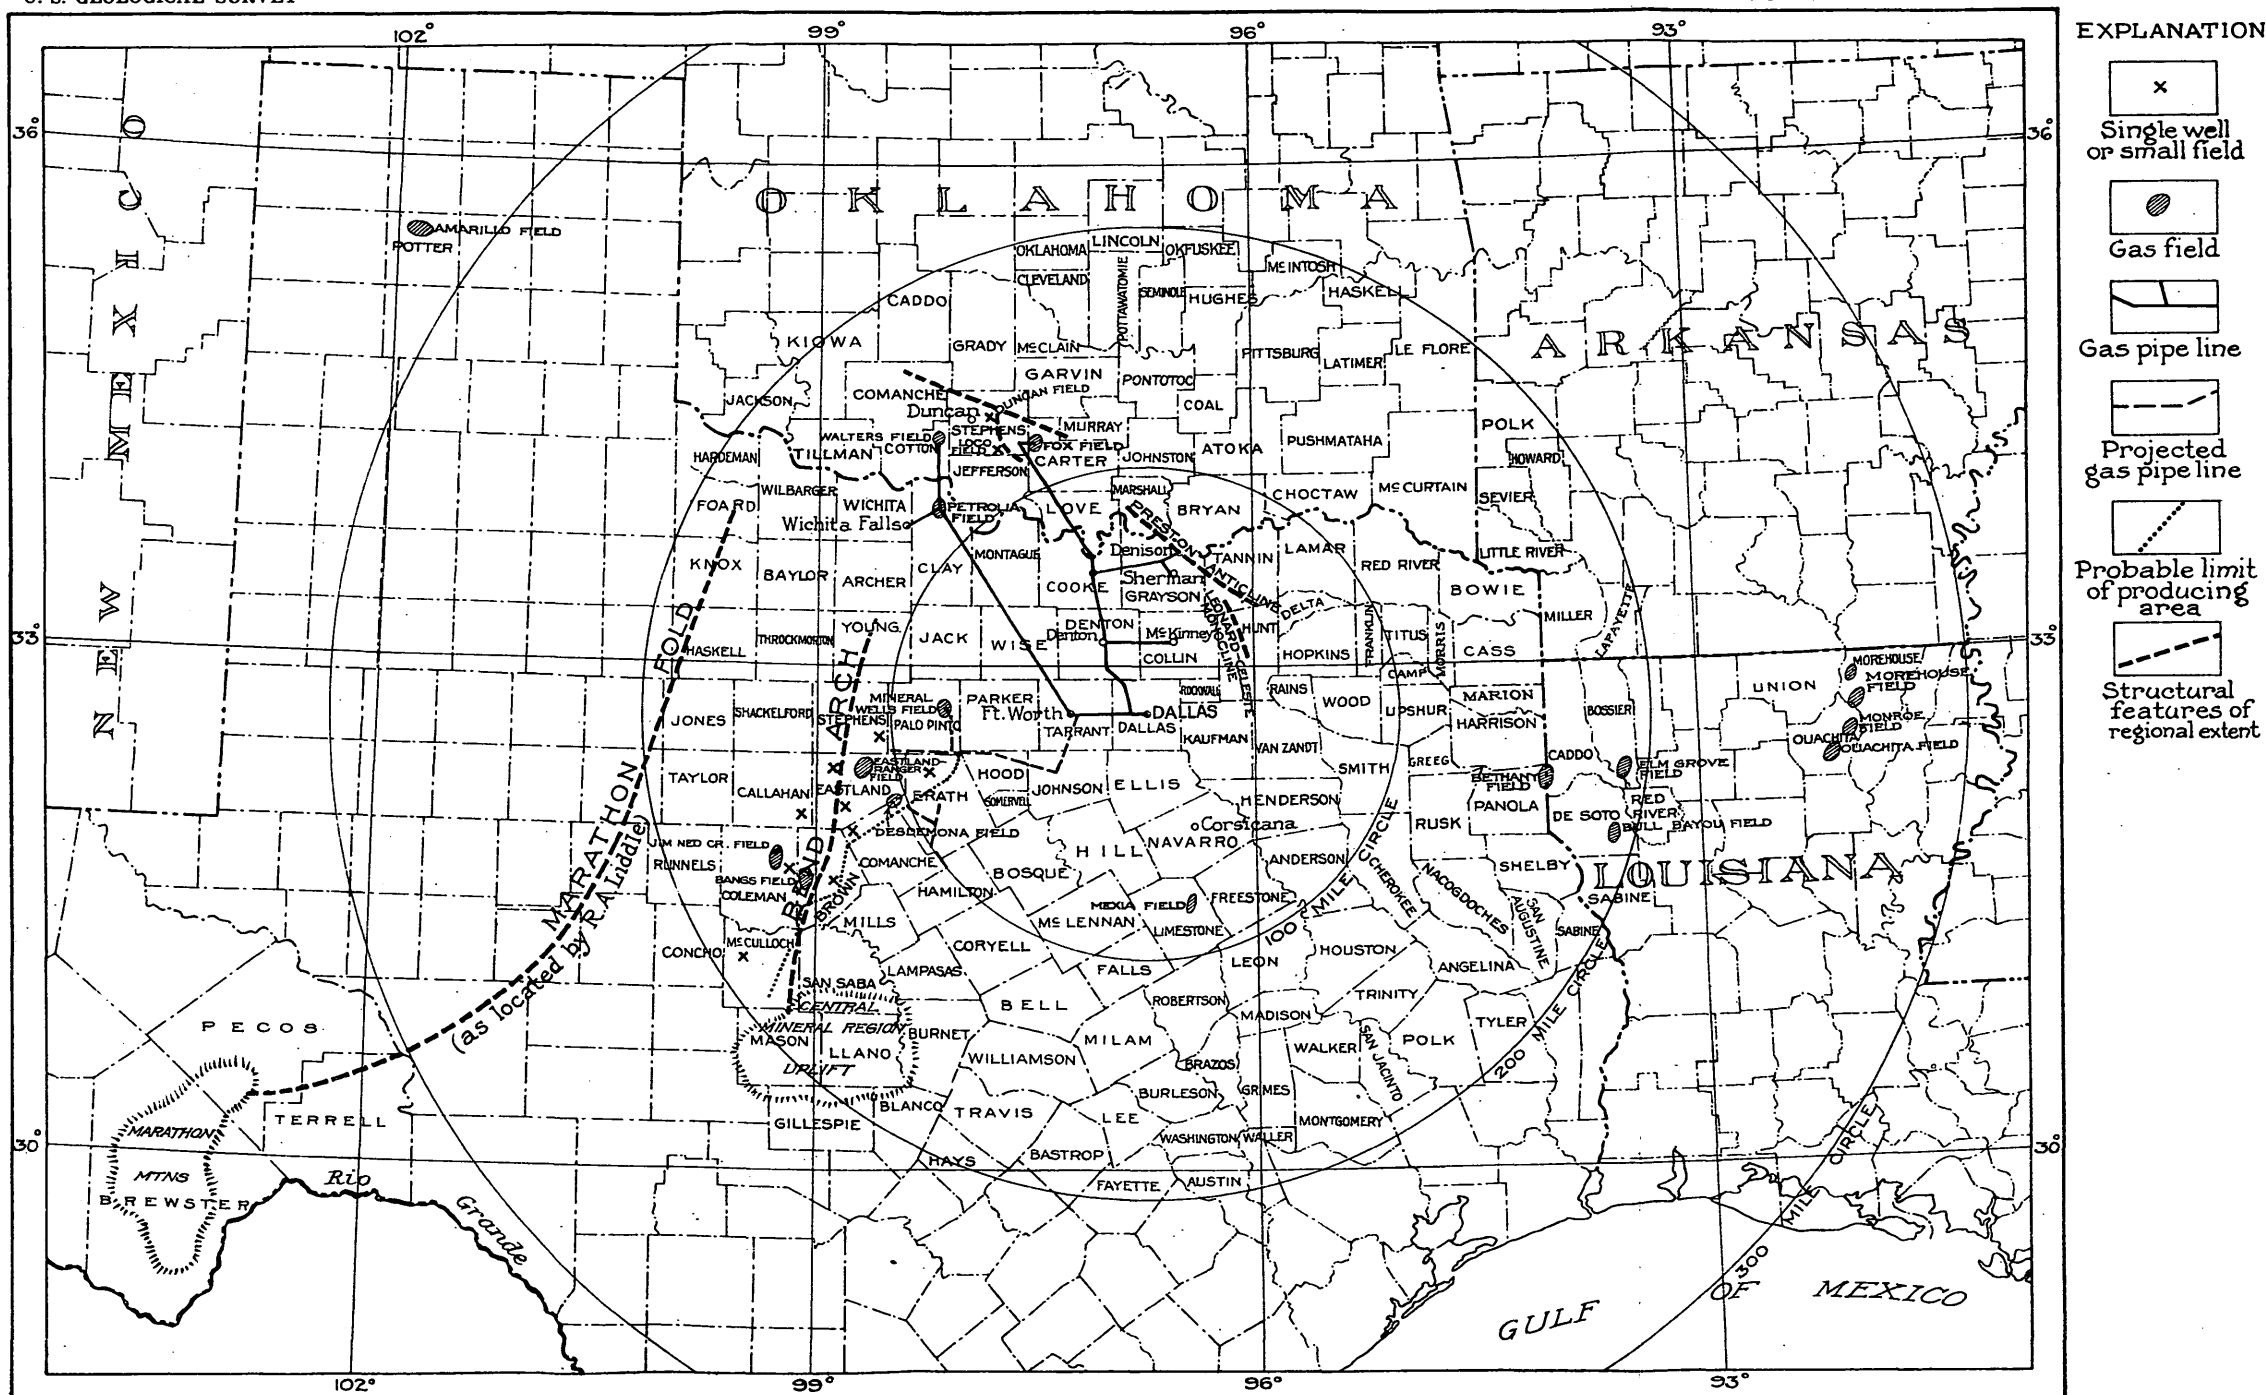 U. S. GEOLOGICAL SURVEY
102°
99°
96°
93°
EXPLANATION
Single well
or small field
Gas field
Gas pipe line
Projected
gas pipe line
Probable limit
of producing
area
Structural
features of
regional extent
36°
36°
33°
33°
30°
30°
NEW MEXICO
OKLAHOMA
ARKANSAS
LOUISIANA
AMARILLO FIELD
POTTER
OKLAHOMA
LINCOLN
OKFUSKEE
McINTOSH
CLEVELAND
POTTAWATOMIE
SEMINOLE
HUGHES
HASKELL
CADDO
KIOWA
GRADY
McCLAIN
PITTSBURG
LATIMER
LE FLORE
GARVIN
PONTOTOC
COMANCHE
DUNCAN FIELD
JACKSON
Duncan
COAL
STEPHENS
MURRAY
POLK
WALTERS FIELD
COTTON
LOCO
FIELD
FOX FIELD
TILLMAN
CARTER
JOHNSTON
ATOKA
PUSHMATAHA
HARDEMAN
JEFFERSON
HOWARD
WILBARGER
MARSHALL
CHOCTAW
McCURTAIN
SEVIER
FOARD
WICHITA
PETROLIA
FIELD
LOVE
BRYAN
Wichita Falls
PRESTON ANTICLINE
MONTAGUE
Denison
TANNIN
LAMAR
RED RIVER
LITTLE RIVER
KNOX
BAYLOR
ARCHER
CLAY
COOKE
Sherman
GRAYSON
BOWIE
LEONARD-CELESTE
MONOCLINE
DELTA
LAFAYETTE
MILLER
YOUNG
JACK
WISE
DENTON
Denton
McKinney
COLLIN
HUNT
HOPKINS
FRANKLIN
TITUS
MORRIS
CASS
THROCKMORTON
HASKELL
CAMP
MOREHOUSE
MOREHOUSE
FIELD
UNION
MINERAL
WELLS FIELD
PARKER
Ft. Worth
DALLAS
ROCKWALL
RAINS
WOOD
UPSHUR
MARION
HARRISON
BOSSIER
JONES
SHACKELFORD
STEPHENS
PALO PINTO
TARRANT
DALLAS
KAUFMAN
VAN ZANDT
MONROE
FIELD
OUACHITA
OUACHITA FIELD
TAYLOR
CALLAHAN
EASTLAND
EASTLAND-
RANGER
FIELD
ERATH
HOOD
SOMERVELL
JOHNSON
ELLIS
SMITH
GREEG
BETHANY
FIELD
CADDO
ELM GROVE
FIELD
HENDERSON
PANOLA
DE SOTO
RED
RIVER
BULL BAYOU FIELD
DESDEMONA FIELD
Corsicana
NAVARRO
RUSK
JIM NED CR. FIELD
RUNNELS
BANGS FIELD
COLEMAN
BROWN
COMANCHE
HAMILTON
BOSQUE
HILL
ANDERSON
CHEROKEE
NACOGDOCHES
SHELBY
SABINE
SAN
AUGUSTINE
SABINE
MARATHON FOLD
(as located by R. A. Liddle)
BEND ARCH
MEXIA FIELD
FREESTONE
MILLS
McLENNAN
LIMESTONE
100 MILE CIRCLE
CONCHO
McCULLOCH
CORYELL
LEON
HOUSTON
LAMPASAS
FALLS
ANGELINA
SAN SABA
CENTRAL
MINERAL REGION
UPLIFT
MASON
LLANO
BURNET
BELL
ROBERTSON
MADISON
TRINITY
TYLER
POLK
200 MILE CIRCLE
PECOS
WILLIAMSON
MILAM
BRAZOS
WALKER
SAN JACINTO
BURLESON
GRIMES
BLANCO
TRAVIS
LEE
GILLESPIE
MONTGOMERY
TERRELL
WASHINGTON
WALLER
MARATHON
MTNS
BREWSTER
HAYS
BASTROP
FAYETTE
AUSTIN
Rio Grande
300 MILE CIRCLE
GULF OF MEXICO
102°
99°
96°
93°